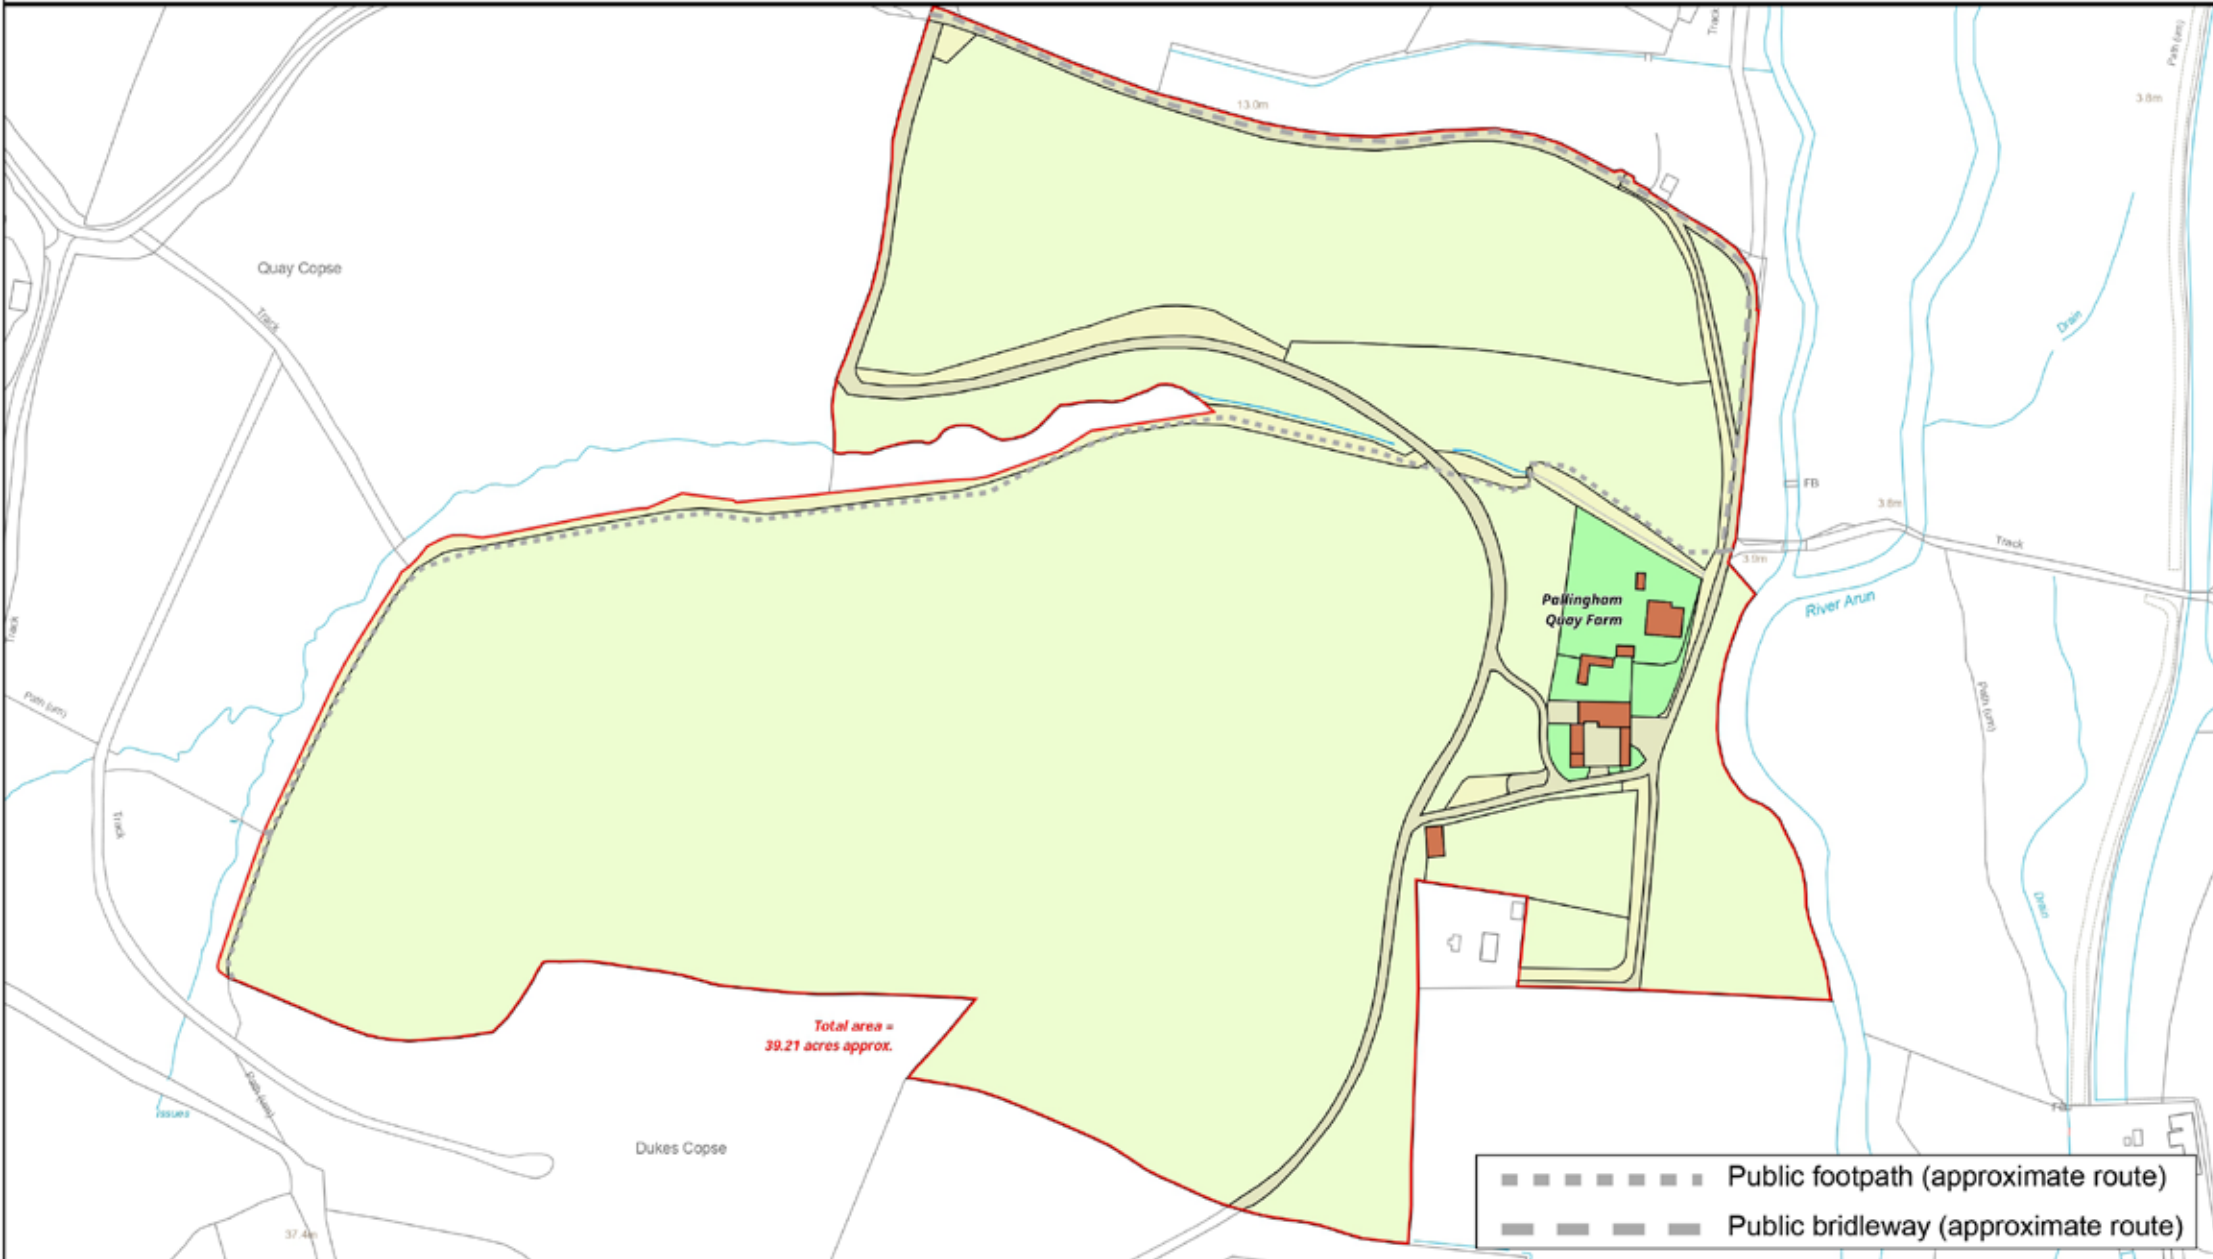 Track
Path (um)
13.0m
3.8m
Quay Copse
Track
Drain
FB
3.8m
Track
3.9m
Pallingham
Quay Farm
River Arun
Track
Path (um)
Path (um)
Track
Drain
Total area =
39.21 acres approx.
Path (um)
Issues
Dukes Copse
37.4m
Public footpath (approximate route)
Public bridleway (approximate route)